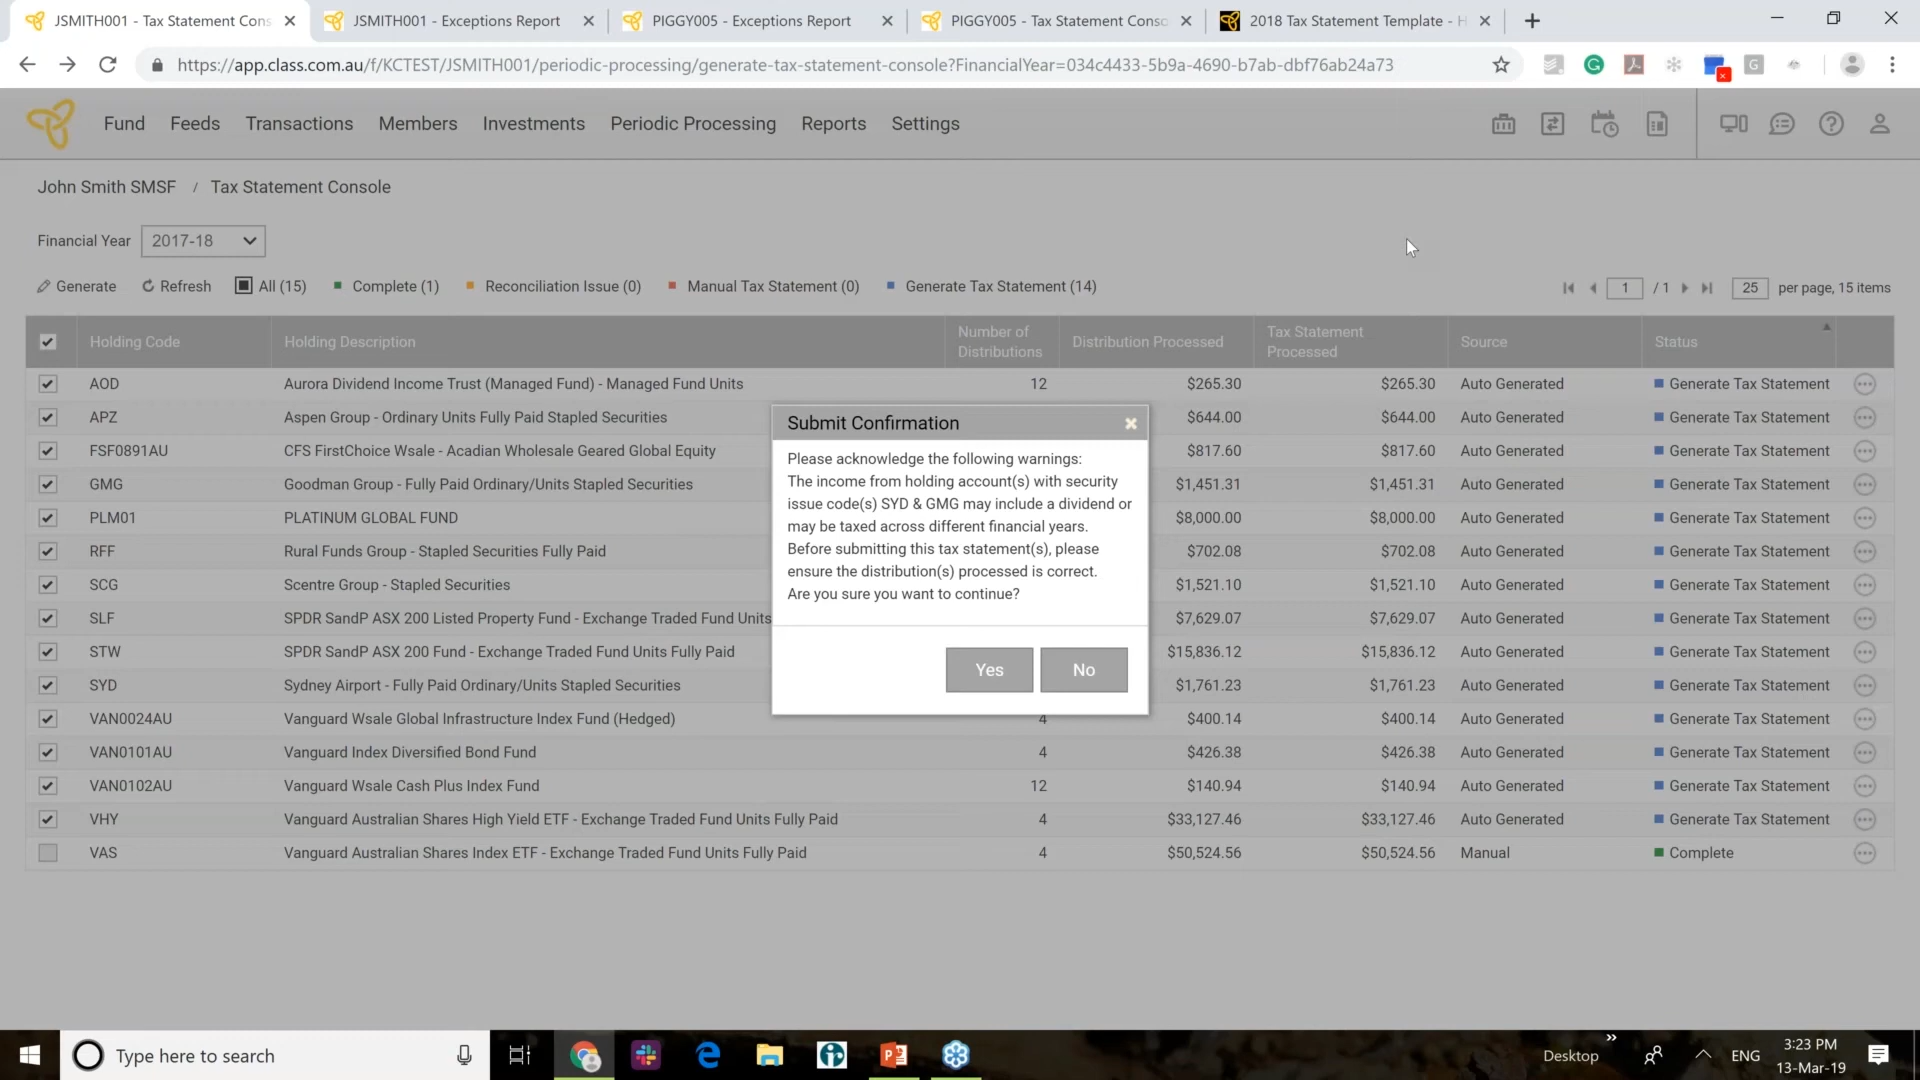 JSMITH001 - Tax Statement Cons
JSMITH001 - Exceptions Report
PIGGY005 - Exceptions Report
PIGGY005 - Tax Statement Conso
2018 Tax Statement Template - H
https://app.class.com.au/f/KCTEST/JSMITH001/periodic-processing/generate-tax-statement-console?FinancialYear=034c4433-5b9a-4690-b7ab-dbf76ab24a73
Fund Feeds Transactions Members Investments Periodic Processing Reports Settings
John Smith SMSF / Tax Statement Console
Financial Year 2017-18
Generate Refresh All (15) Complete (1) Reconciliation Issue (0) Manual Tax Statement (0) Generate Tax Statement (14) 1 / 1 25 per page, 15 items
Holding Code Holding Description Number of Distributions Distribution Processed Tax Statement Processed Source Status
AOD Aurora Dividend Income Trust (Managed Fund) - Managed Fund Units 12 $265.30 $265.30 Auto Generated Generate Tax Statement
APZ Aspen Group - Ordinary Units Fully Paid Stapled Securities $644.00 $644.00 Auto Generated Generate Tax Statement
FSF0891AU CFS FirstChoice Wsale - Acadian Wholesale Geared Global Equity $817.60 $817.60 Auto Generated Generate Tax Statement
GMG Goodman Group - Fully Paid Ordinary/Units Stapled Securities $1,451.31 $1,451.31 Auto Generated Generate Tax Statement
PLM01 PLATINUM GLOBAL FUND $8,000.00 $8,000.00 Auto Generated Generate Tax Statement
RFF Rural Funds Group - Stapled Securities Fully Paid $702.08 $702.08 Auto Generated Generate Tax Statement
SCG Scentre Group - Stapled Securities $1,521.10 $1,521.10 Auto Generated Generate Tax Statement
SLF SPDR SandP ASX 200 Listed Property Fund - Exchange Traded Fund Units $7,629.07 $7,629.07 Auto Generated Generate Tax Statement
STW SPDR SandP ASX 200 Fund - Exchange Traded Fund Units Fully Paid $15,836.12 $15,836.12 Auto Generated Generate Tax Statement
SYD Sydney Airport - Fully Paid Ordinary/Units Stapled Securities $1,761.23 $1,761.23 Auto Generated Generate Tax Statement
VAN0024AU Vanguard Wsale Global Infrastructure Index Fund (Hedged) 4 $400.14 $400.14 Auto Generated Generate Tax Statement
VAN0101AU Vanguard Index Diversified Bond Fund 4 $426.38 $426.38 Auto Generated Generate Tax Statement
VAN0102AU Vanguard Wsale Cash Plus Index Fund 12 $140.94 $140.94 Auto Generated Generate Tax Statement
VHY Vanguard Australian Shares High Yield ETF - Exchange Traded Fund Units Fully Paid 4 $33,127.46 $33,127.46 Auto Generated Generate Tax Statement
VAS Vanguard Australian Shares Index ETF - Exchange Traded Fund Units Fully Paid 4 $50,524.56 $50,524.56 Manual Complete
Submit Confirmation
Please acknowledge the following warnings:
The income from holding account(s) with security
issue code(s) SYD & GMG may include a dividend or
may be taxed across different financial years.
Before submitting this tax statement(s), please
ensure the distribution(s) processed is correct.
Are you sure you want to continue?
Yes No
Type here to search
Desktop
ENG
3:23 PM
13-Mar-19